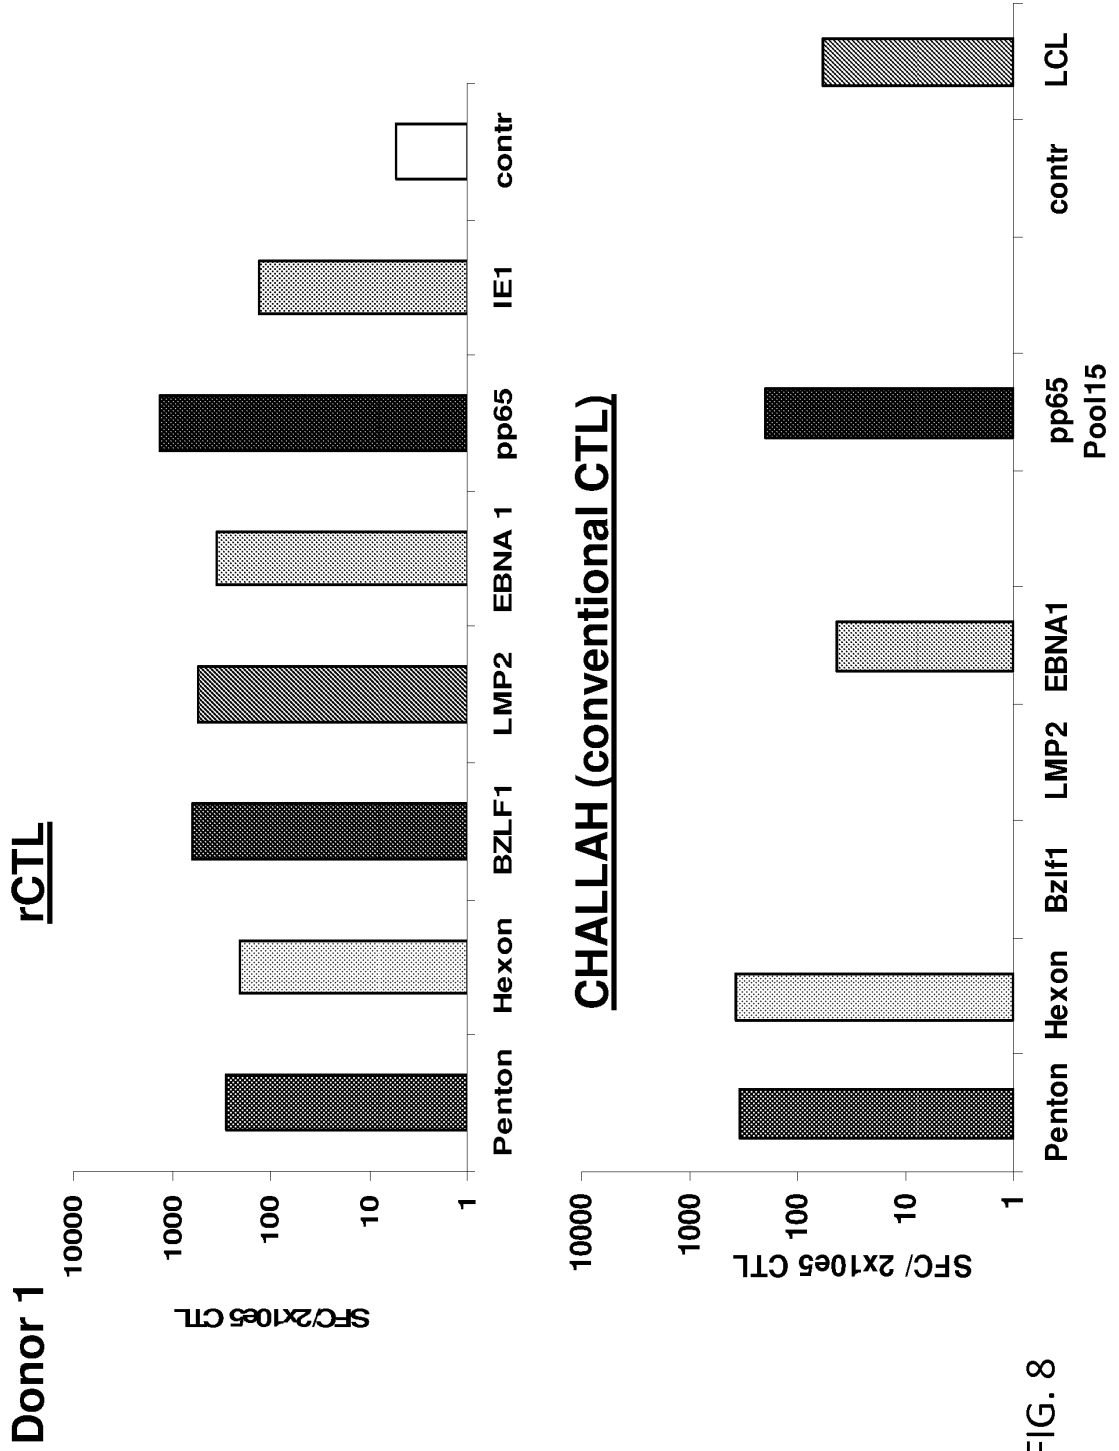 Donor 1
rCTL
SFC/2x10e5 CTL
10000
1000
100
10
1
Penton Hexon BZLF1 LMP2 EBNA 1 pp65 IE1 contr
CHALLAH (conventional CTL)
SFC/ 2x10e5 CTL
10000
1000
100
10
1
Penton Hexon Bzlf1 LMP2 EBNA1 pp65 contr LCL
Pool15
FIG. 8